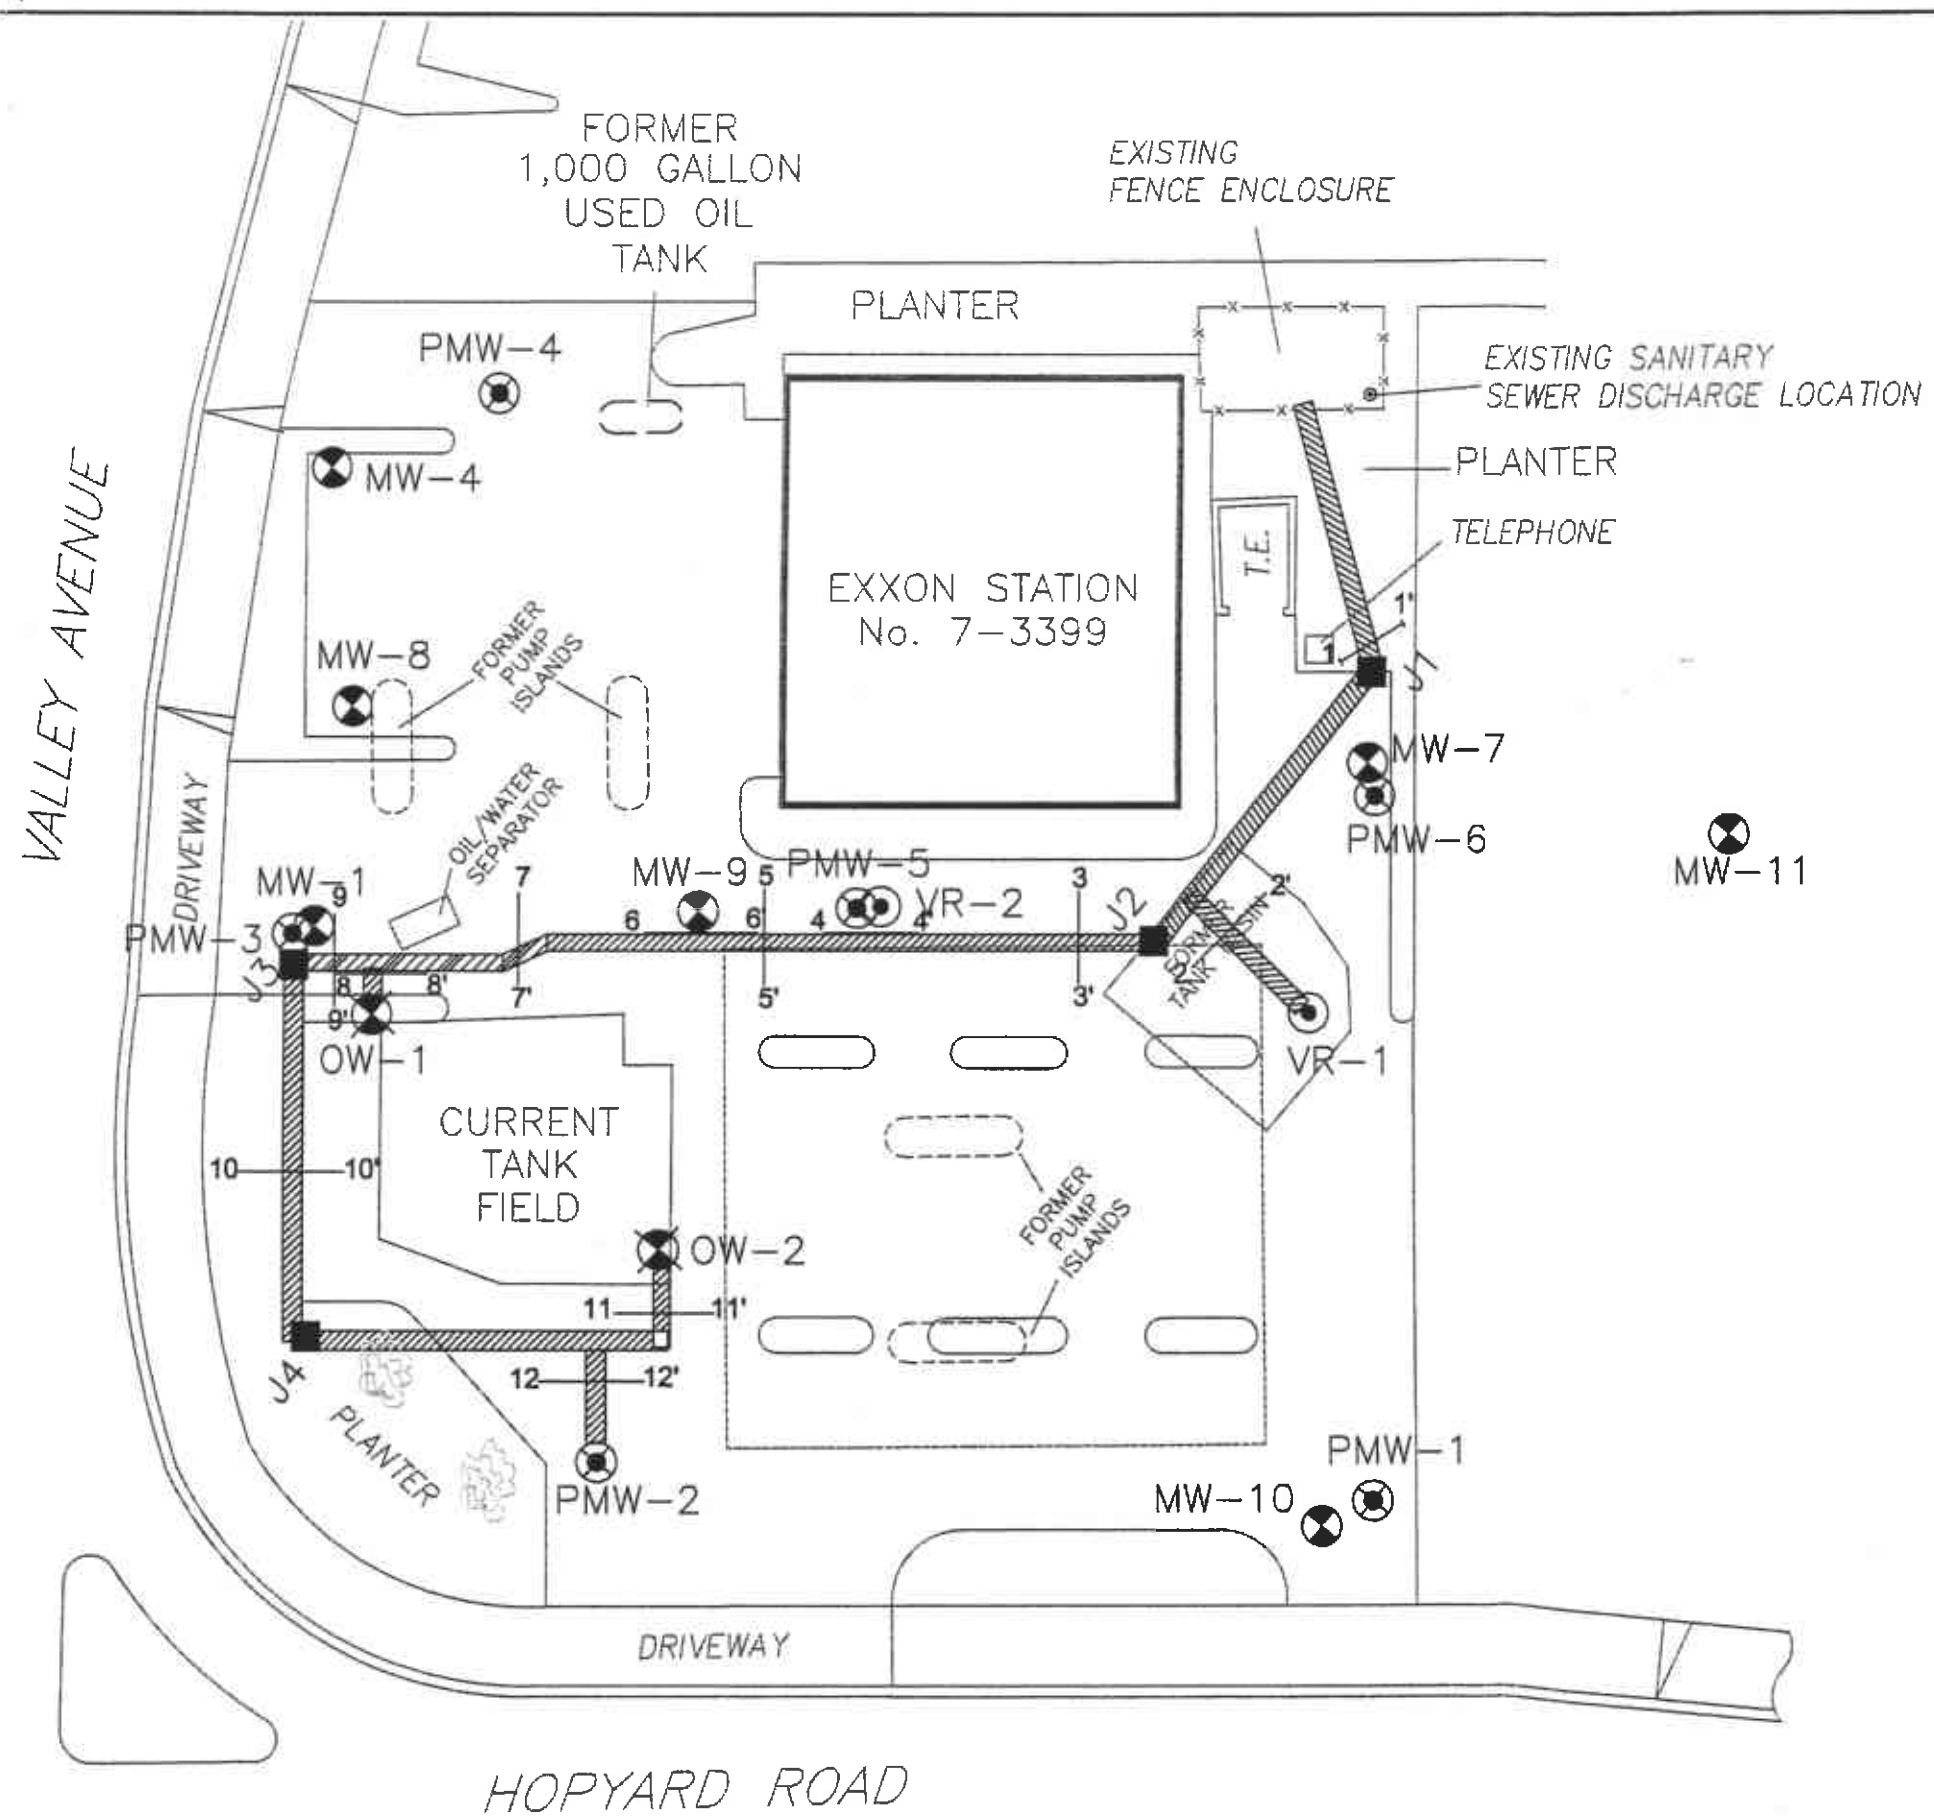 FORMER
1,000 GALLON
USED OIL
TANK
EXISTING
FENCE ENCLOSURE
PLANTER
EXISTING SANITARY
SEWER DISCHARGE LOCATION
PMW-4
MW-4
PLANTER
TELEPHONE
T.E.
VALLEY AVENUE
EXXON STATION
No. 7-3399
1'
1
J1
MW-8
FORMER
PUMP
ISLANDS
MW-7
PMW-6
MW-11
DRIVEWAY
OIL/WATER
SEPARATOR
MW-1
9
PMW-3
J3
7
MW-9
5
PMW-5
VR-2
3
J2
2'
6
6'
4
4'
FORMER
TANK
8
8'
7'
5'
3'
9'
OW-1
VR-1
CURRENT
TANK
FIELD
10
10'
FORMER
PUMP
ISLANDS
OW-2
11
11'
12
12'
J4
PLANTER
PMW-2
PMW-1
MW-10
DRIVEWAY
HOPYARD ROAD